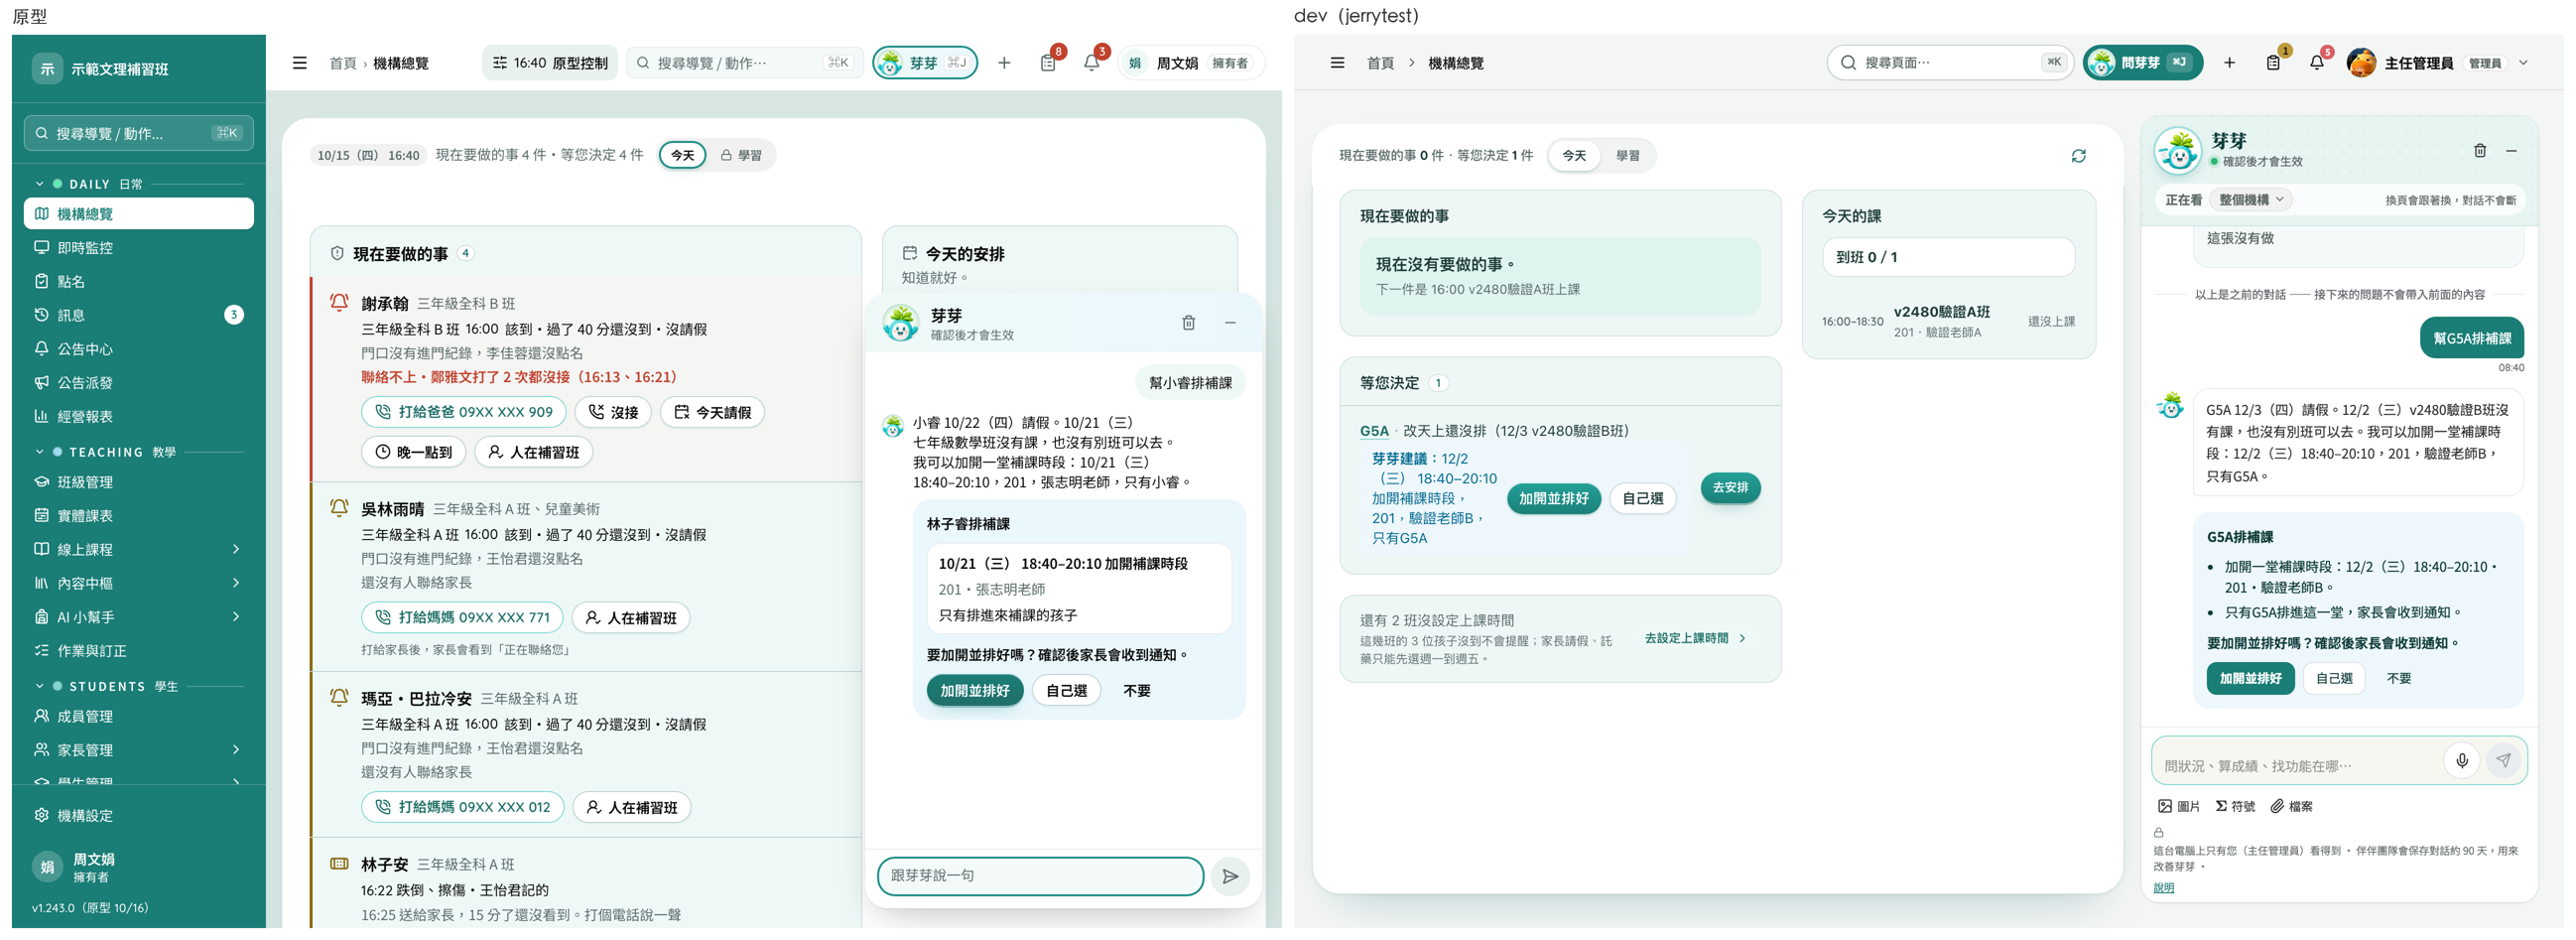 原型
示 示範文理補習班
搜尋導覽 / 動作... ⌘K
DAILY 日常
機構總覽
即時監控
點名
訊息 3
公告中心
公告派發
經營報表
TEACHING 教學
班級管理
實體課表
線上課程
內容中樞
AI 小幫手
作業與訂正
STUDENTS 學生
成員管理
家長管理
學生管理
機構設定
娟 周文娟
擁有者
v1.243.0（原型 10/16）
首頁 › 機構總覽
16:40 原型控制
搜尋導覽 / 動作⋯ ⌘K
芽芽 ⌘J
8
3
娟 周文娟 擁有者
10/15（四）16:40 現在要做的事 4 件・等您決定 4 件 今天 學習
現在要做的事 4
謝承翰 三年級全科 B 班
三年級全科 B 班 16:00 該到・過了 40 分還沒到・沒請假
門口沒有進門紀錄，李佳蓉還沒點名
聯絡不上・鄭雅文打了 2 次都沒接（16:13、16:21）
打給爸爸 09XX XXX 909 沒接 今天請假
晚一點到 人在補習班
吳林雨晴 三年級全科 A 班、兒童美術
三年級全科 A 班 16:00 該到・過了 40 分還沒到・沒請假
門口沒有進門紀錄，王怡君還沒點名
還沒有人聯絡家長
打給媽媽 09XX XXX 771 人在補習班
打給家長後，家長會看到「正在聯絡您」
瑪亞・巴拉冷安 三年級全科 A 班
三年級全科 A 班 16:00 該到・過了 40 分還沒到・沒請假
門口沒有進門紀錄，王怡君還沒點名
還沒有人聯絡家長
打給媽媽 09XX XXX 012 人在補習班
林子安 三年級全科 A 班
16:22 跌倒、擦傷・王怡君記的
16:25 送給家長，15 分了還沒看到。打個電話說一聲
今天的安排
知道就好。
芽芽
確認後才會生效
幫小睿排補課
小睿 10/22（四）請假。10/21（三）
七年級數學班沒有課，也沒有別班可以去。
我可以加開一堂補課時段：10/21（三）
18:40–20:10，201，張志明老師，只有小睿。
林子睿排補課
10/21（三） 18:40–20:10 加開補課時段
201・張志明老師
只有排進來補課的孩子
要加開並排好嗎？確認後家長會收到通知。
加開並排好 自己選 不要
跟芽芽說一句
dev（jerrytest）
首頁 › 機構總覽
搜尋頁面⋯ ⌘K
問芽芽 ⌘J
1
5
主任管理員 管理員
現在要做的事 0 件 · 等您決定 1 件 今天 學習
現在要做的事
現在沒有要做的事。
下一件是 16:00 v2480驗證A班上課
等您決定 1
G5A · 改天上還沒排（12/3 v2480驗證B班）
芽芽建議：12/2
（三） 18:40–20:10
加開補課時段，
201，驗證老師B，
只有G5A
加開並排好 自己選 去安排
還有 2 班沒設定上課時間
這幾班的 3 位孩子沒到不會提醒；家長請假、託
藥只能先選週一到週五。
去設定上課時間
今天的課
到班 0 / 1
16:00–18:30 v2480驗證A班 還沒上課
201 · 驗證老師A
芽芽
確認後才會生效
正在看 整個機構 換頁會跟著換，對話不會斷
這張沒有做
以上是之前的對話 —— 接下來的問題不會帶入前面的內容
幫G5A排補課
08:40
G5A 12/3（四）請假。12/2（三）v2480驗證B班沒
有課，也沒有別班可以去。我可以加開一堂補課時
段：12/2（三）18:40–20:10，201，驗證老師B，
只有G5A。
G5A排補課
• 加開一堂補課時段：12/2（三）18:40–20:10・
201・驗證老師B。
• 只有G5A排進這一堂，家長會收到通知。
要加開並排好嗎？確認後家長會收到通知。
加開並排好 自己選 不要
問狀況、算成績、找功能在哪⋯
圖片 Σ 符號 檔案
這台電腦上只有您（主任管理員）看得到 ・ 伴伴團隊會保存對話約 90 天，用來
改善芽芽 ・
說明